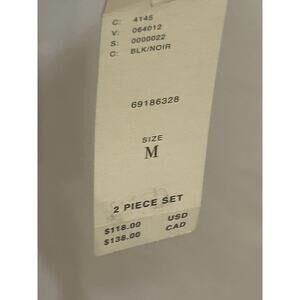 C: 4145
V: 064012
S: 0000022
C: BLK/NOIR
69186328
SIZE
M
2 PIECE SET
$118.00 USD
$138.00 CAD